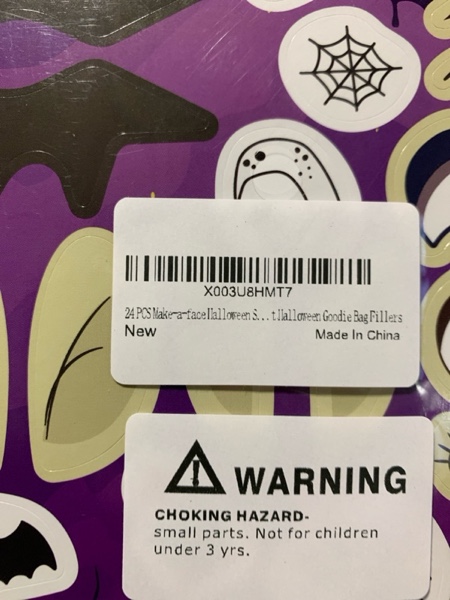 X003U8HMT7
24 PCS Make-a-face Halloween S...t Halloween Goodie Bag Fillers
New
Made In China
WARNING
CHOKING HAZARD-
small parts. Not for children
under 3 yrs.